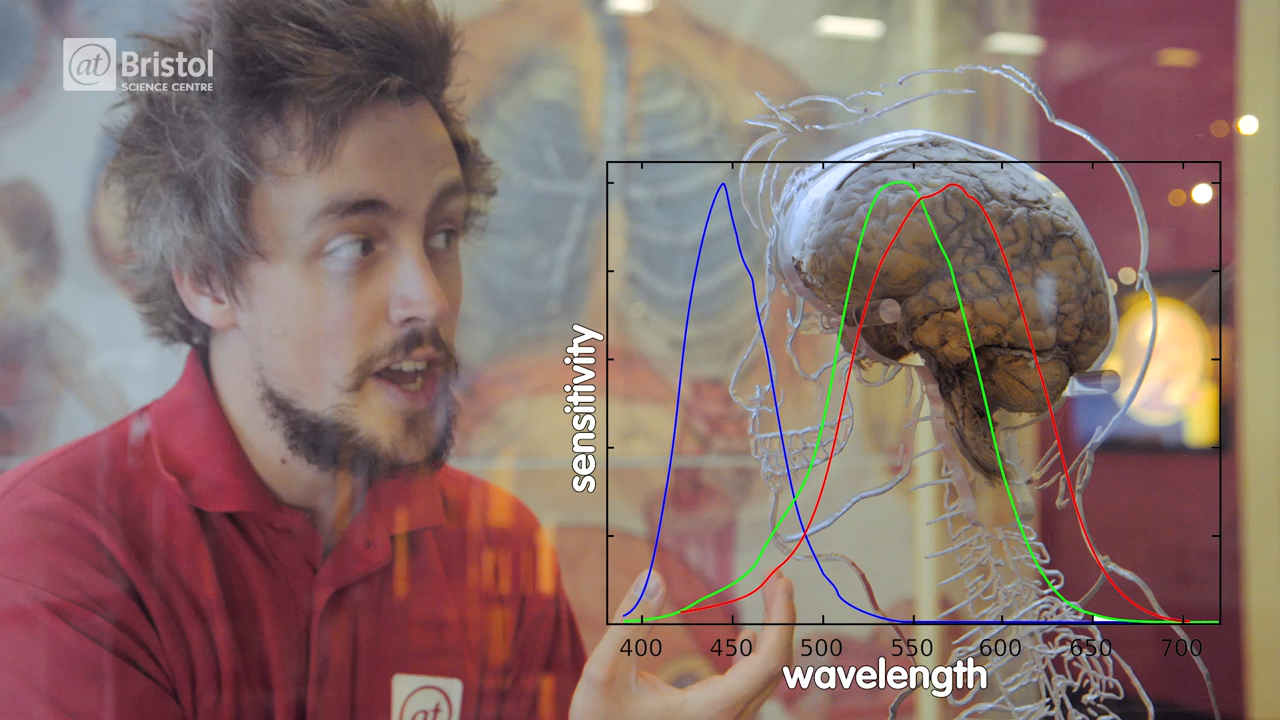 at Bristol
SCIENCE CENTRE
sensitivity
400 450 500 550 600 650 700
wavelength
at